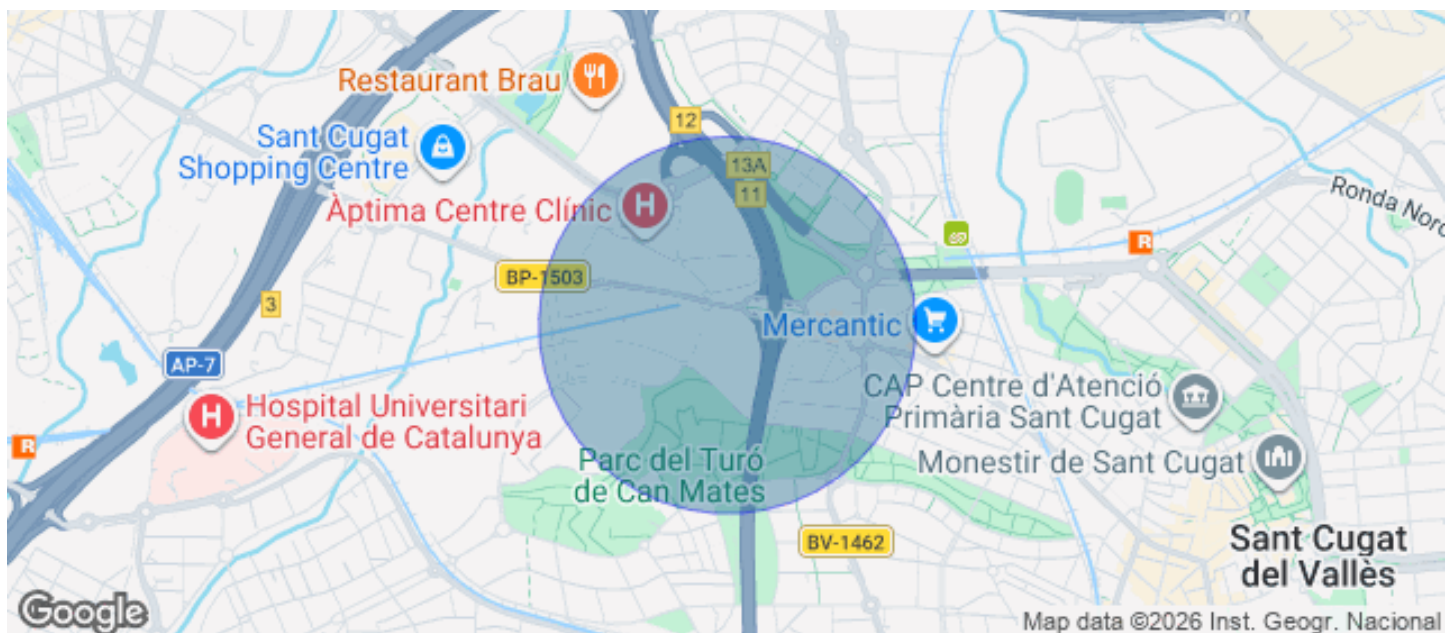 Restaurant Brau
12
Sant Cugat
Shopping Centre
13A
11
Àptima Centre Clínic
H
Ronda Nord
R
BP-1503
3
Mercantic
AP-7
CAP Centre d'Atenció
Primària Sant Cugat
H
Hospital Universitari
General de Catalunya
R
Parc del Turó
de Can Mates
Monestir de Sant Cugat
BV-1462
Sant Cugat
del Vallès
Google
Map data ©2026 Inst. Geogr. Nacional